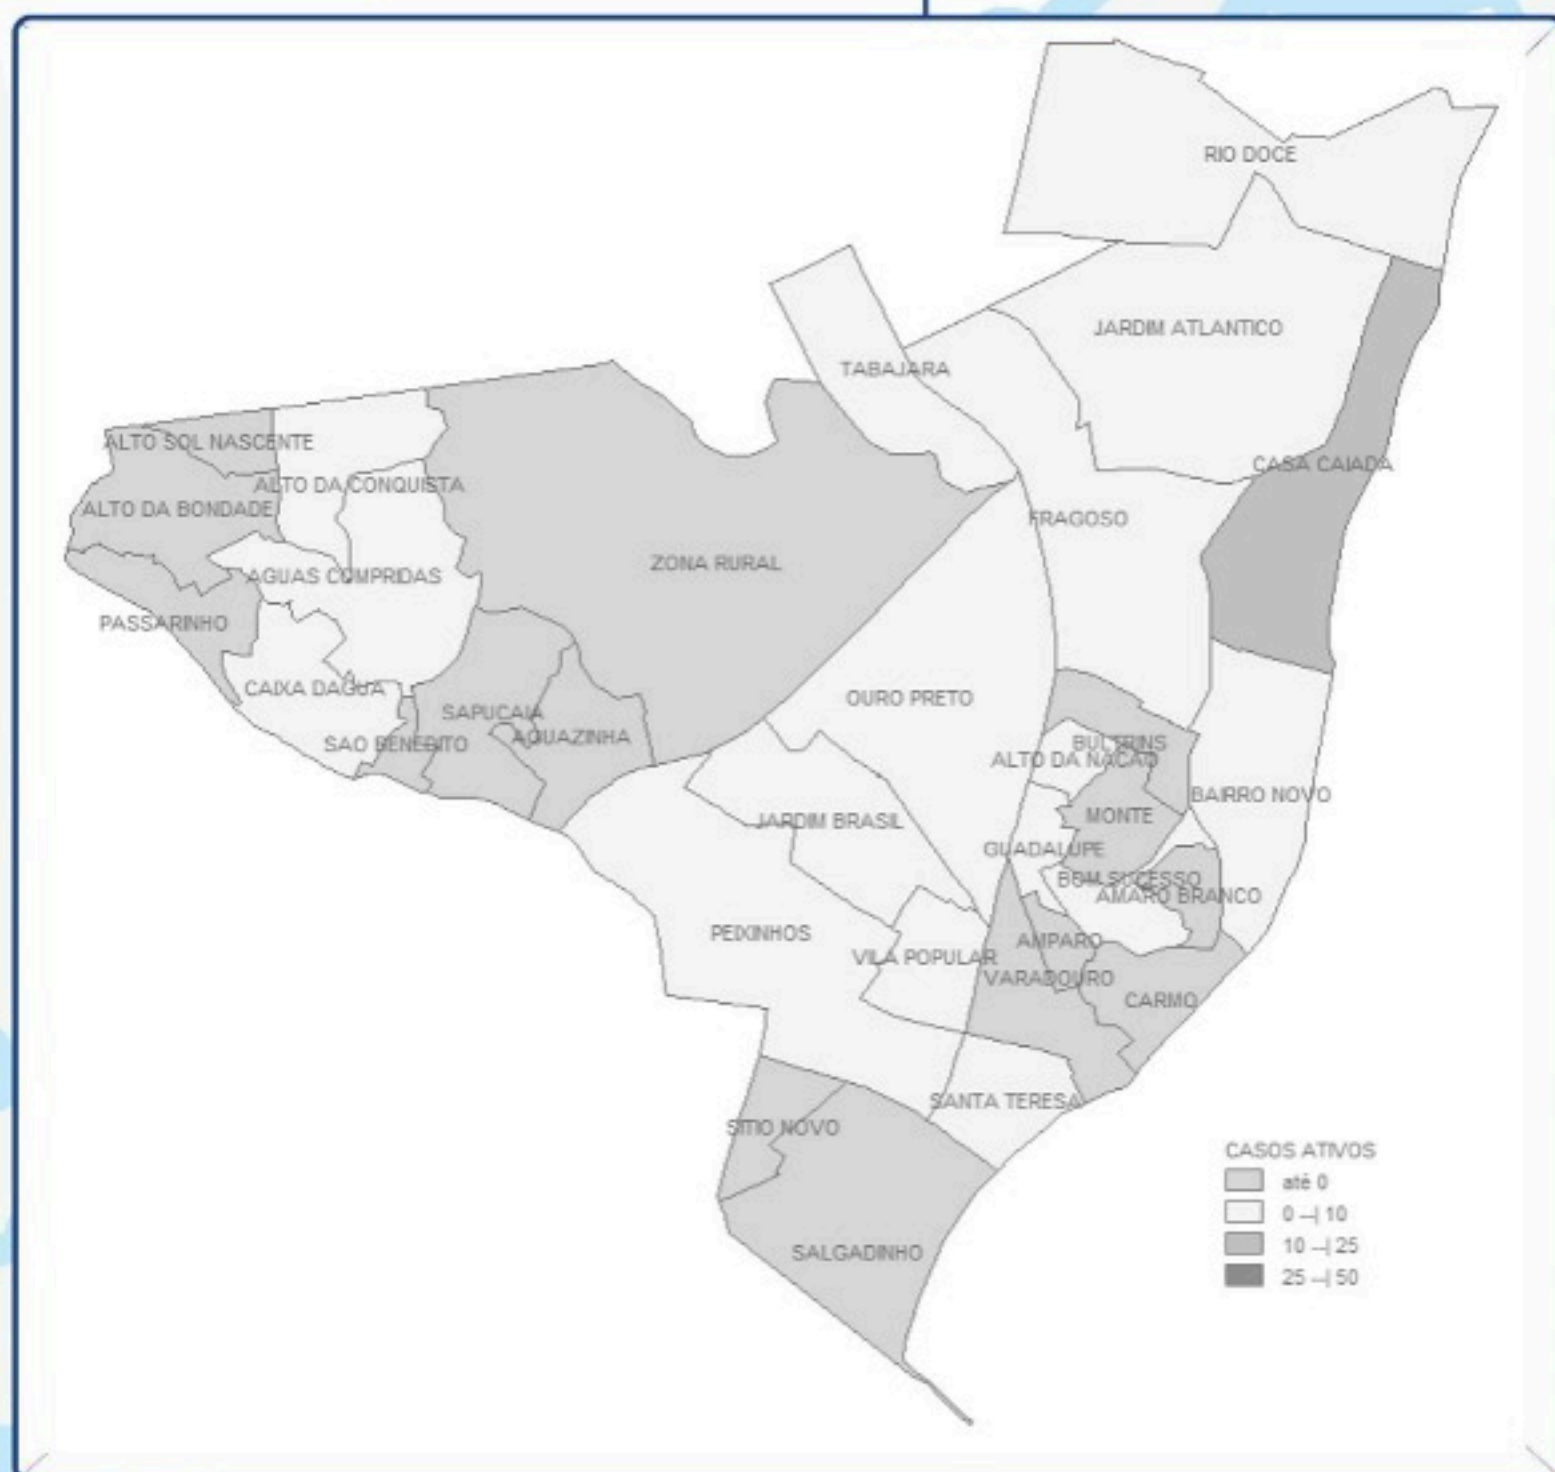 RIO DOCE
JARDIM ATLANTICO
TABAJARA
ALTO SOL NASCENTE
CASA CAIADA
ALTO DA CONQUISTA
ALTO DA BONDADE
FRAGOSO
ZONA RURAL
AGUAS COMPRIDAS
PASSARINHO
CAIXA DAGUA
OURO PRETO
SAPUCAIA
AGUAZINHA
SAO BENEDITO
BULTRINS
ALTO DA NACAO
BAIRRO NOVO
MONTE
JARDIM BRASIL
GUADALUPE
BOM SUCESSO
AMARO BRANCO
PEIXINHOS
AMPARO
VILA POPULAR
VARADOURO
CARMO
SANTA TERESA
SITIO NOVO
SALGADINHO
CASOS ATIVOS
até 0
0 --| 10
10 --| 25
25 --| 50